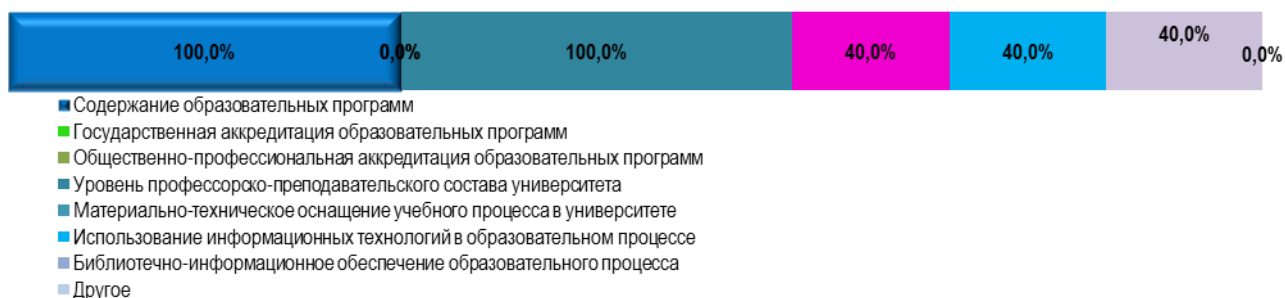 100,0% 0,0% 100,0% 40,0% 40,0% 40,0% 0,0%
Содержание образовательных программ
Государственная аккредитация образовательных программ
Общественно-профессиональная аккредитация образовательных программ
Уровень профессорско-преподавательского состава университета
Материально-техническое оснащение учебного процесса в университете
Использование информационных технологий в образовательном процессе
Библиотечно-информационное обеспечение образовательного процесса
Другое